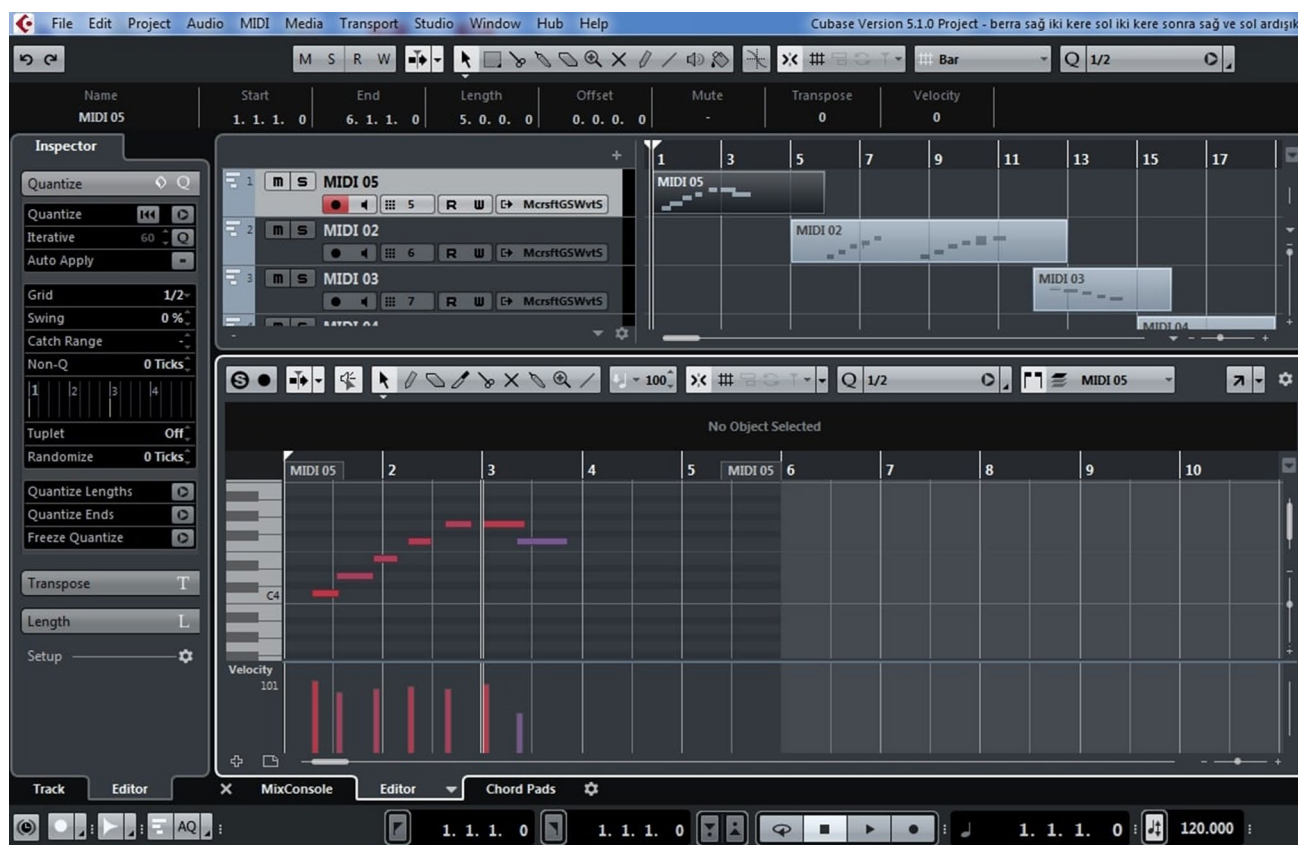 File Edit Project Audio MIDI Media Transport Studio Window Hub Help Cubase Version 5.1.0 Project - berra sağ iki kere sol iki kere sonra sağ ve sol ardışık
M S R W Bar Q 1/2
Name Start End Length Offset Mute Transpose Velocity
MIDI 05 1. 1. 1. 0 6. 1. 1. 0 5. 0. 0. 0 0. 0. 0. 0 - 0 0
Inspector
+ 1 3 5 7 9 11 13 15 17
Quantize Q
1 m S MIDI 05 MIDI 05
5 R W McrsftGSWvtS
Quantize
Iterative 60 Q
Auto Apply
2 m S MIDI 02 MIDI 02
6 R W McrsftGSWvtS
3 m S MIDI 03 MIDI 03
7 R W McrsftGSWvtS
MIDI 04 MIDI 04
Grid 1/2
Swing 0 %
Catch Range -
Non-Q 0 Ticks
1 2 3 4
Tuplet Off
Randomize 0 Ticks
Quantize Lengths
Quantize Ends
Freeze Quantize
Transpose T
Length L
Setup
S 100 Q 1/2 MIDI 05
No Object Selected
MIDI 05 2 3 4 5 MIDI 05 6 7 8 9 10
C4
Velocity
101
Track Editor MixConsole Editor Chord Pads
AQ 1. 1. 1. 0 1. 1. 1. 0 1. 1. 1. 0 120.000